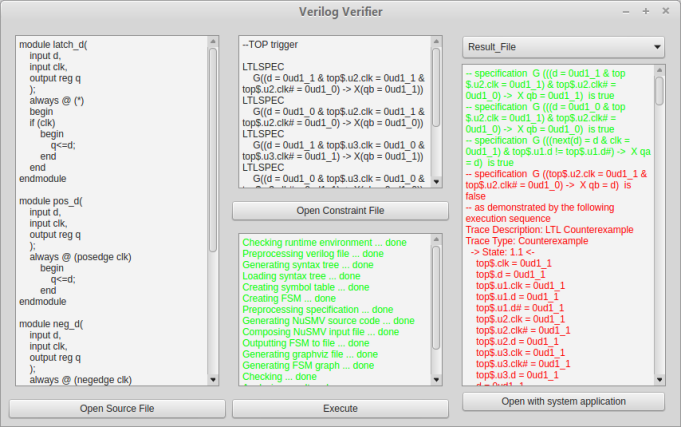 Verilog Verifier
module latch_d(
input d,
input clk,
output reg q
);
always @ (*)
begin
if (clk)
begin
q<=d;
end
end
endmodule
module pos_d(
input d,
input clk,
output reg q
);
always @ (posedge clk)
begin
q<=d;
end
endmodule
module neg_d(
input d,
input clk,
output reg q
);
always @ (negedge clk)
Open Source File
--TOP trigger
LTLSPEC
G((d = 0ud1_1 & top$.u2.clk = 0ud1_1 &
top$.u2.clk# = 0ud1_0) -> X(qb = 0ud1_1))
LTLSPEC
G((d = 0ud1_0 & top$.u2.clk = 0ud1_1 &
top$.u2.clk# = 0ud1_0) -> X(qb = 0ud1_0))
LTLSPEC
G((d = 0ud1_1 & top$.u3.clk = 0ud1_0 &
top$.u3.clk# = 0ud1_1) -> X(qb = 0ud1_1))
LTLSPEC
G((d = 0ud1_0 & top$.u3.clk = 0ud1_0 &
Open Constraint File
Checking runtime environment ... done
Preprocessing verilog file ... done
Generating syntax tree ... done
Loading syntax tree ... done
Creating symbol table ... done
Creating FSM ... done
Preprocessing specification ... done
Generating NuSMV source code ... done
Composing NuSMV input file ... done
Outputting FSM to file ... done
Generating graphviz file ... done
Generating FSM graph ... done
Checking ... done
Execute
Result_File
-- specification  G (((d = 0ud1_1 & top
$.u2.clk = 0ud1_1) & top$.u2.clk# =
0ud1_0) ->  X qb = 0ud1_1)  is true
-- specification  G (((d = 0ud1_0 & top
$.u2.clk = 0ud1_1) & top$.u2.clk# =
0ud1_0) ->  X qb = 0ud1_0)  is true
-- specification  G (((next(d) = d & clk =
0ud1_1) & top$.u1.d != top$.u1.d#) ->  X qa
= d)  is true
-- specification  G ((top$.u2.clk = 0ud1_1 &
top$.u2.clk# = 0ud1_0) ->  X qb = d)  is
false
-- as demonstrated by the following
execution sequence
Trace Description: LTL Counterexample
Trace Type: Counterexample
-> State: 1.1 <-
top$.clk = 0ud1_1
top$.d = 0ud1_1
top$.u1.clk = 0ud1_1
top$.u1.d = 0ud1_1
top$.u1.d# = 0ud1_1
top$.u2.clk = 0ud1_1
top$.u2.clk# = 0ud1_1
top$.u2.d = 0ud1_1
top$.u3.clk = 0ud1_1
top$.u3.clk# = 0ud1_1
top$.u3.d = 0ud1_1
d = 0ud1_1
Open with system application